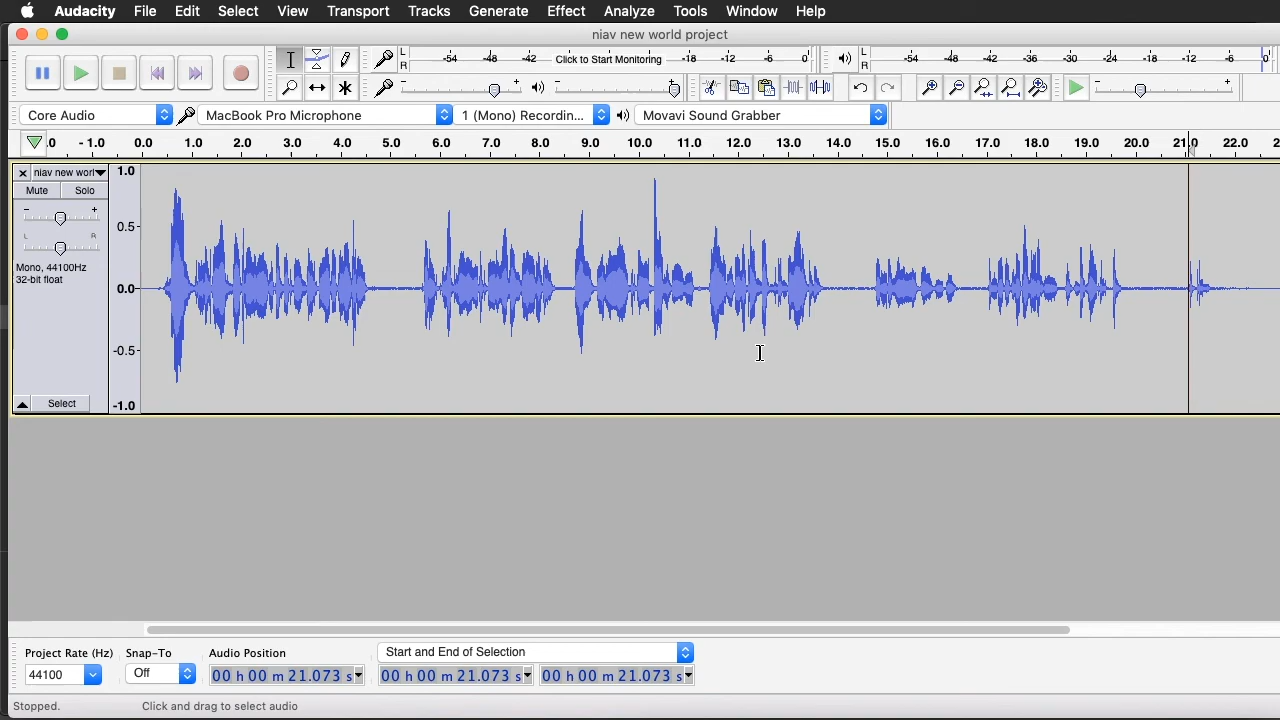 Audacity File Edit Select View Transport Tracks Generate Effect Analyze Tools Window Help
niav new world project
L R -54 -48 -42 Click to Start Monitoring -18 -12 -6 0 L R -54 -48 -42 -36 -30 -24 -18 -12 -6 0
- + - + - +
Core Audio MacBook Pro Microphone 1 (Mono) Recordin... Movavi Sound Grabber
.0 - 1.0 0.0 1.0 2.0 3.0 4.0 5.0 6.0 7.0 8.0 9.0 10.0 11.0 12.0 13.0 14.0 15.0 16.0 17.0 18.0 19.0 20.0 21.0 22.0
niav new worl 1.0
Mute Solo
- + 0.5
L R
Mono, 44100Hz
32-bit float
0.0
-0.5
Select -1.0
Project Rate (Hz) Snap-To Audio Position Start and End of Selection
44100 Off 00 h 00 m 21.073 s 00 h 00 m 21.073 s 00 h 00 m 21.073 s
Stopped. Click and drag to select audio